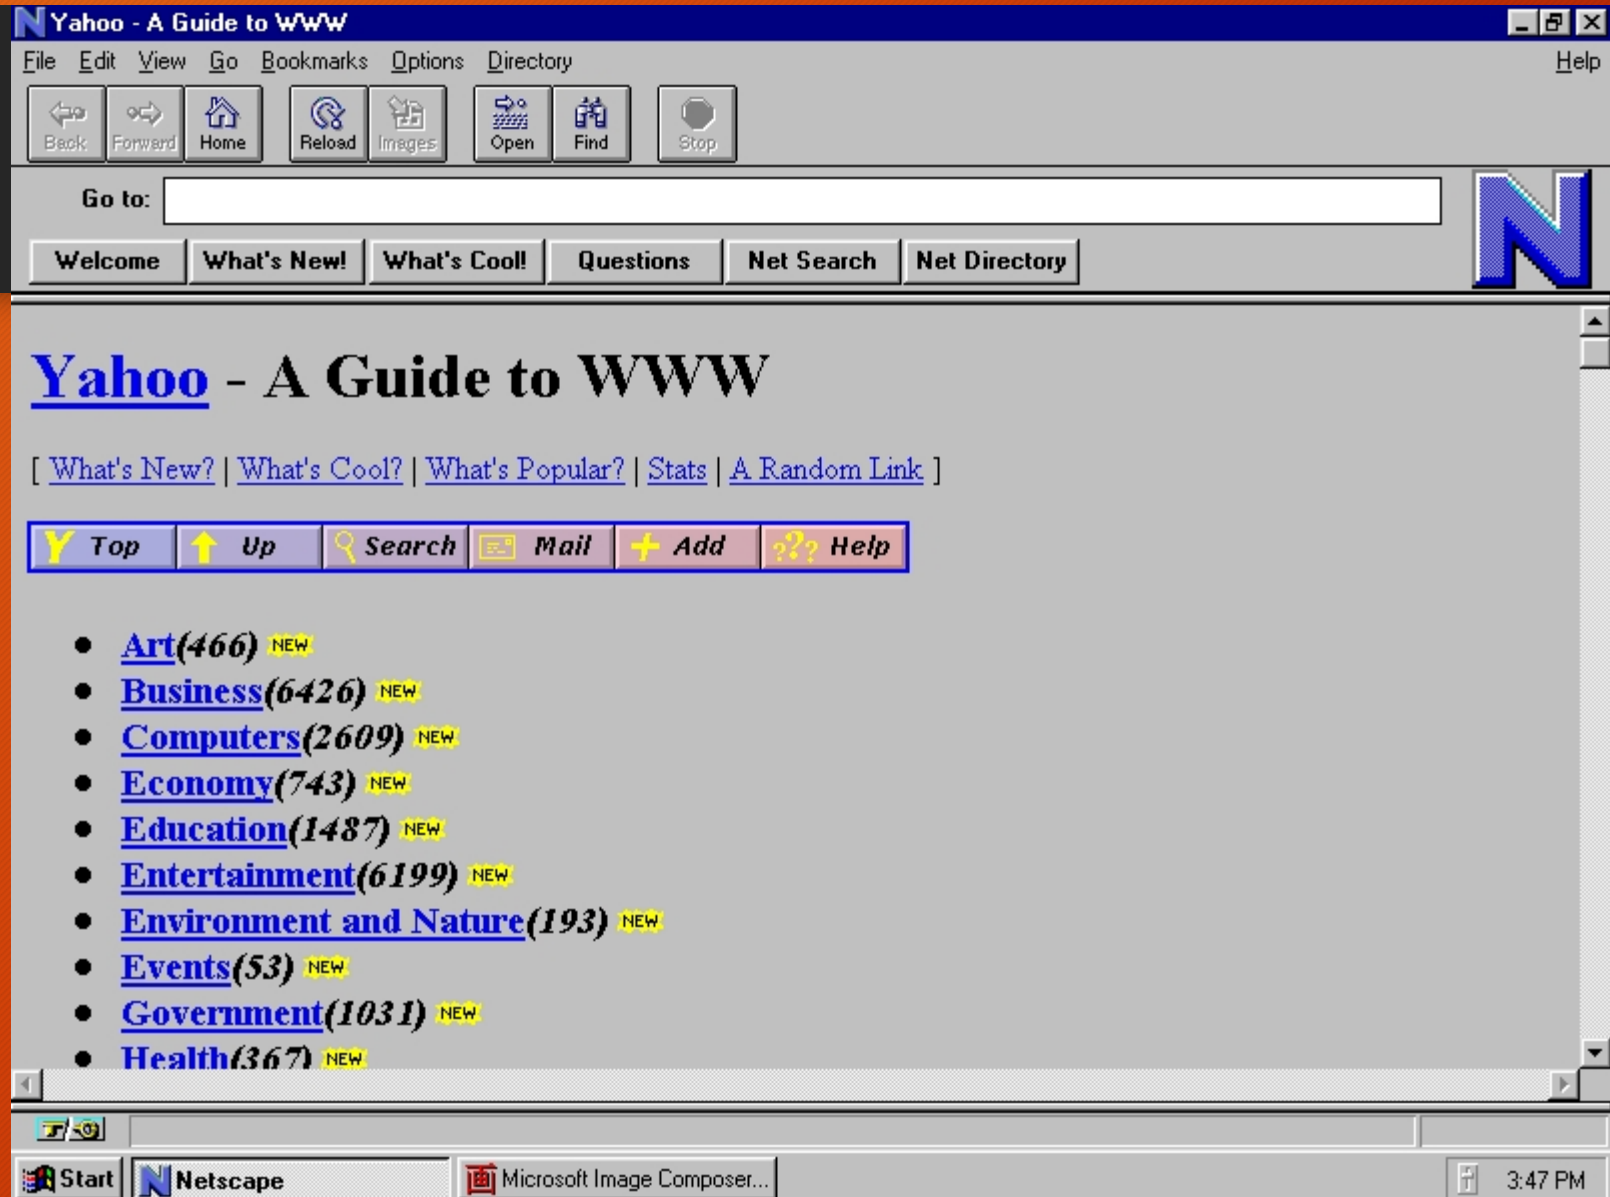 Yahoo - A Guide to WWW
File Edit View Go Bookmarks Options Directory Help
Back Forward Home Reload Images Open Find Stop
Go to:
Welcome What's New! What's Cool! Questions Net Search Net Directory
Yahoo - A Guide to WWW
[ What's New? | What's Cool? | What's Popular? | Stats | A Random Link ]
Y Top Up Search Mail Add ??? Help
Art(466) NEW
Business(6426) NEW
Computers(2609) NEW
Economy(743) NEW
Education(1487) NEW
Entertainment(6199) NEW
Environment and Nature(193) NEW
Events(53) NEW
Government(1031) NEW
Health(367) NEW
Start Netscape Microsoft Image Composer... 3:47 PM